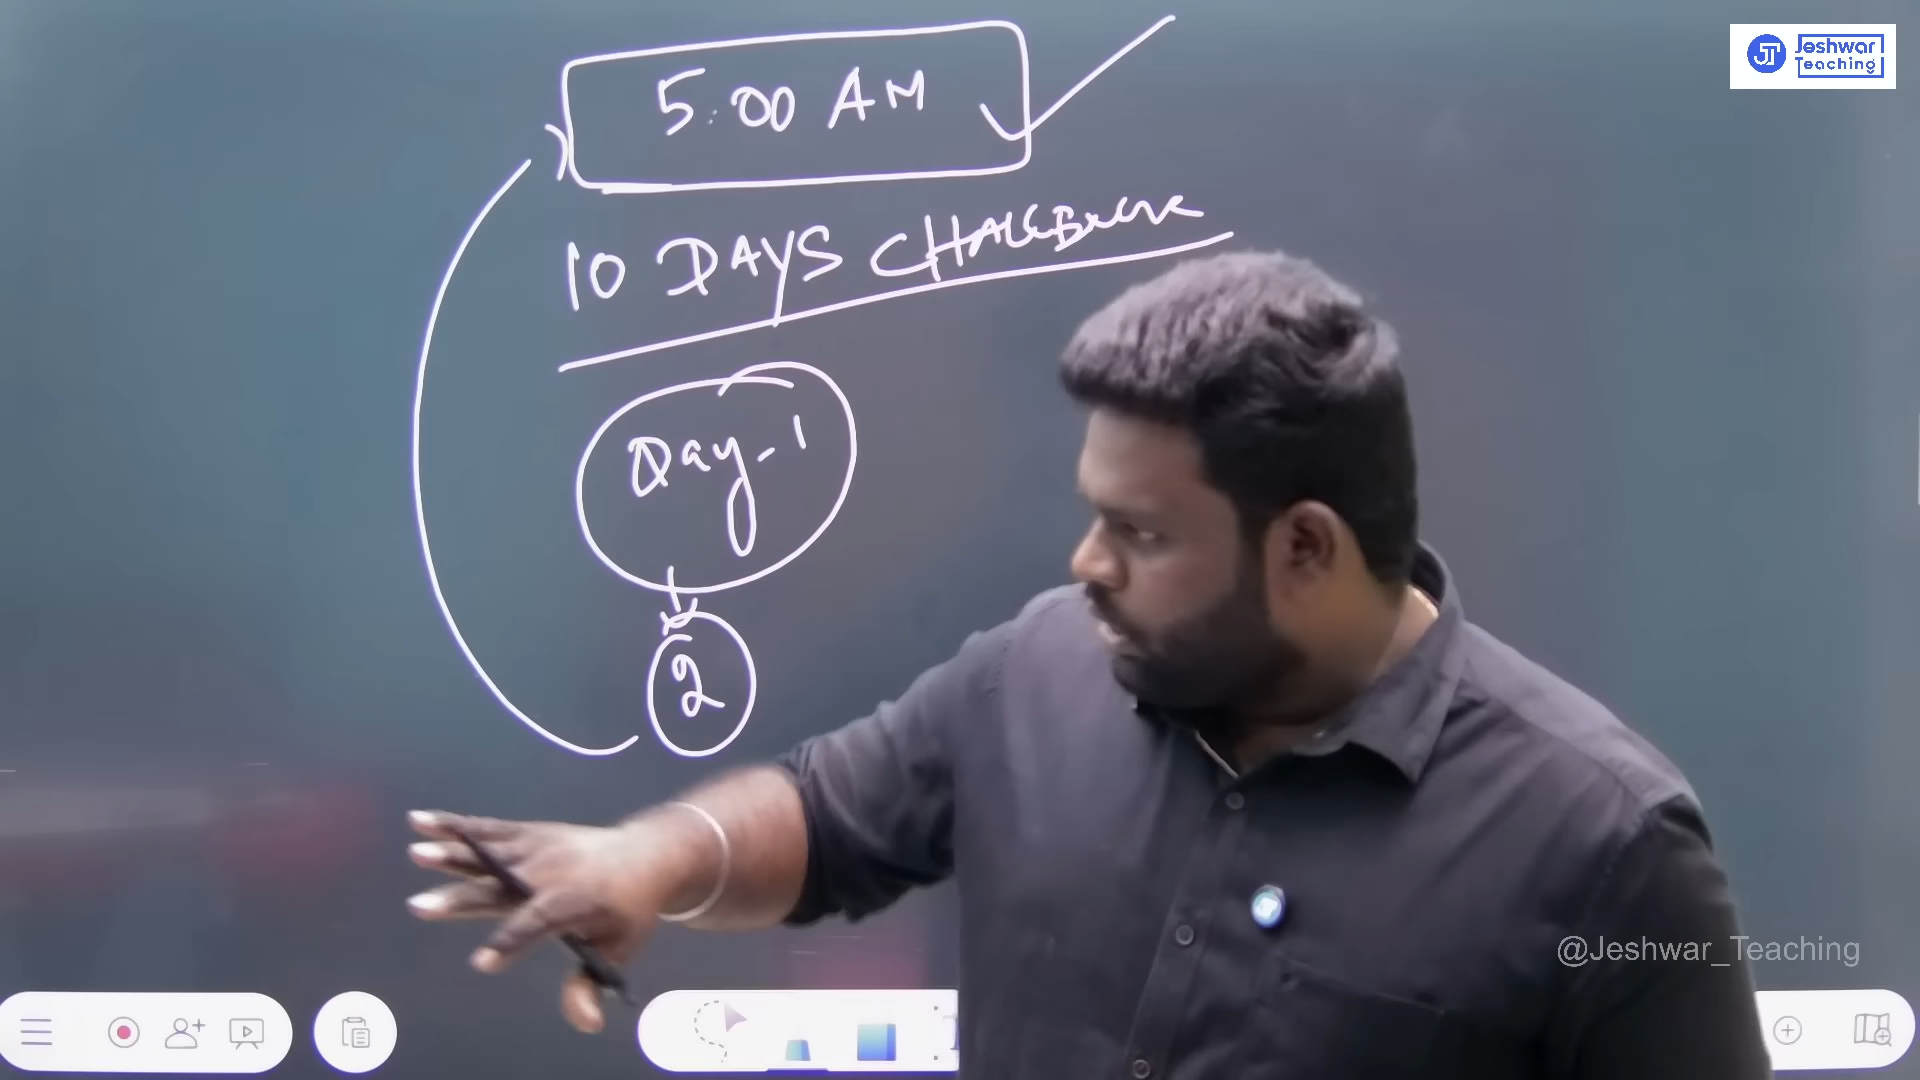 Jeshwar
Teaching
5:00 AM
10 DAYS CHALLENGE
Day-1
2
@Jeshwar_Teaching